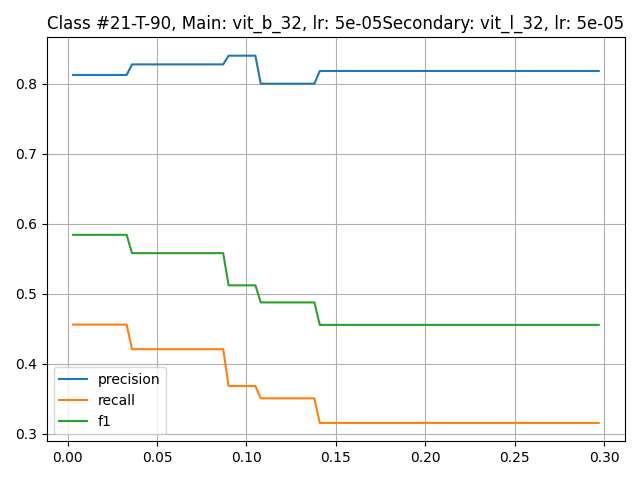 Class #21-T-90, Main: vit_b_32, lr: 5e-05Secondary: vit_l_32, lr: 5e-05
0.8
0.7
0.6
0.5
0.4
0.3
precision
recall
f1
0.00 0.05 0.10 0.15 0.20 0.25 0.30